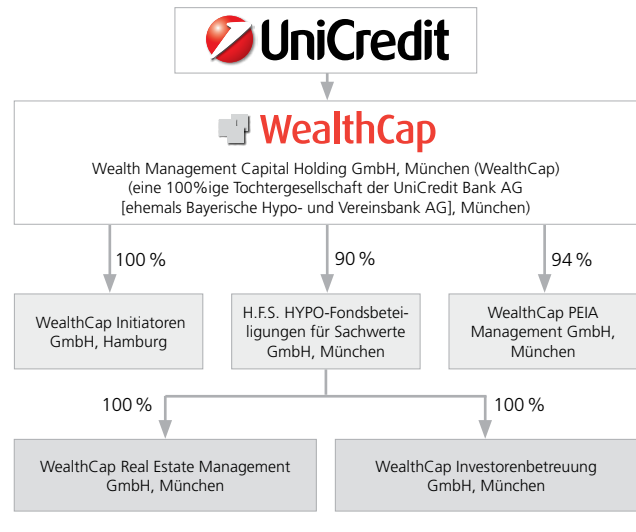 UniCredit
WealthCap
Wealth Management Capital Holding GmbH, München (WealthCap)
(eine 100%ige Tochtergesellschaft der UniCredit Bank AG
[ehemals Bayerische Hypo- und Vereinsbank AG], München)
100 %
90 %
94 %
WealthCap Initiatoren
GmbH, Hamburg
H.F.S. HYPO-Fondsbetei-
ligungen für Sachwerte
GmbH, München
WealthCap PEIA
Management GmbH,
München
100 %
100 %
WealthCap Real Estate Management
GmbH, München
WealthCap Investorenbetreuung
GmbH, München